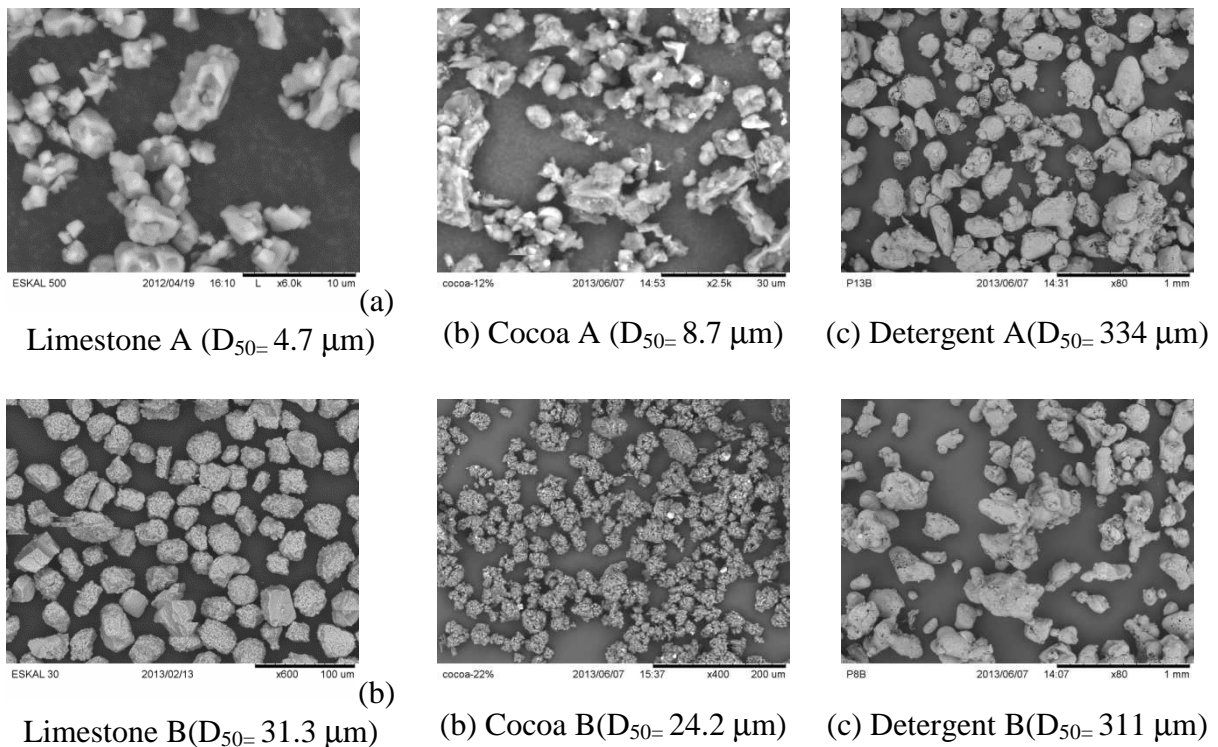 ESKAL 500 2012/04/19 16:10 L x6.0k 10 um
cocoa-12% 2013/06/07 14:53 x2.5k 30 um
P13B 2013/06/07 14:31 x80 1 mm
(a)
Limestone A (D50= 4.7 μm)
(b) Cocoa A (D50= 8.7 μm)
(c) Detergent A(D50= 334 μm)
ESKAL 30 2013/02/13 x600 100 um
cocoa-22% 2013/06/07 15:37 x400 200 um
P8B 2013/06/07 14:07 x80 1 mm
(b)
Limestone B(D50= 31.3 μm)
(b) Cocoa B(D50= 24.2 μm)
(c) Detergent B(D50= 311 μm)